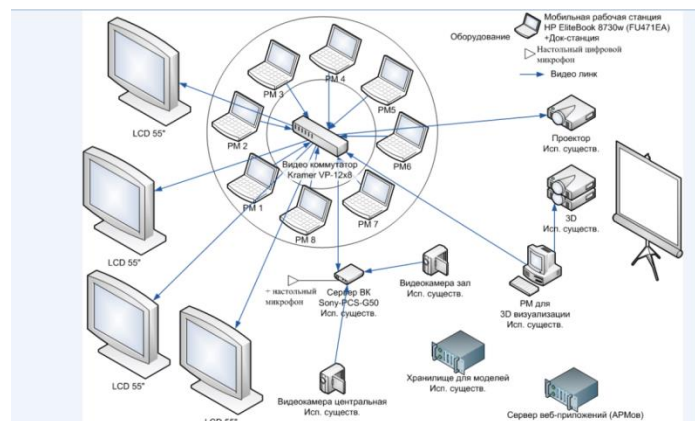 Оборудование
Мобильная рабочая станция
HP EliteBook 8730w (FU471EA)
+Док-станция
Настольный цифровой
микрофон
Видео линк
LCD 55"
РМ 3
РМ 4
РМ5
РМ 2
РМ6
Видео коммутатор
Kramer VP-12x8
РМ 1
РМ 7
РМ 8
Проектор
Исп. существ.
3D
Исп. существ.
LCD 55"
= настольный
микрофон
Сервер ВК
Sony-PCS-G50
Исп. существ.
Видеокамера зал
Исп. существ.
РМ для
3D визуализации
Исп. существ.
LCD 55"
Видеокамера центральная
Исп. существ.
Хранилище для моделей
Исп. существ.
Сервер веб-приложений (АРМов)
LCD 55"